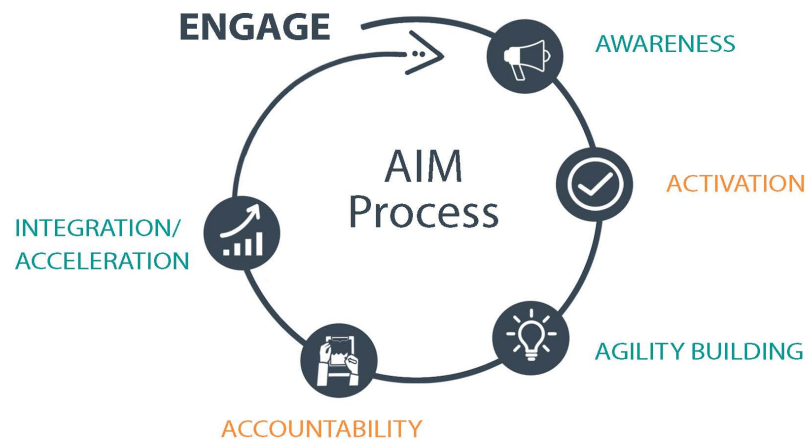 ENGAGE
AWARENESS
AIM
Process
ACTIVATION
INTEGRATION/
ACCELERATION
AGILITY BUILDING
ACCOUNTABILITY